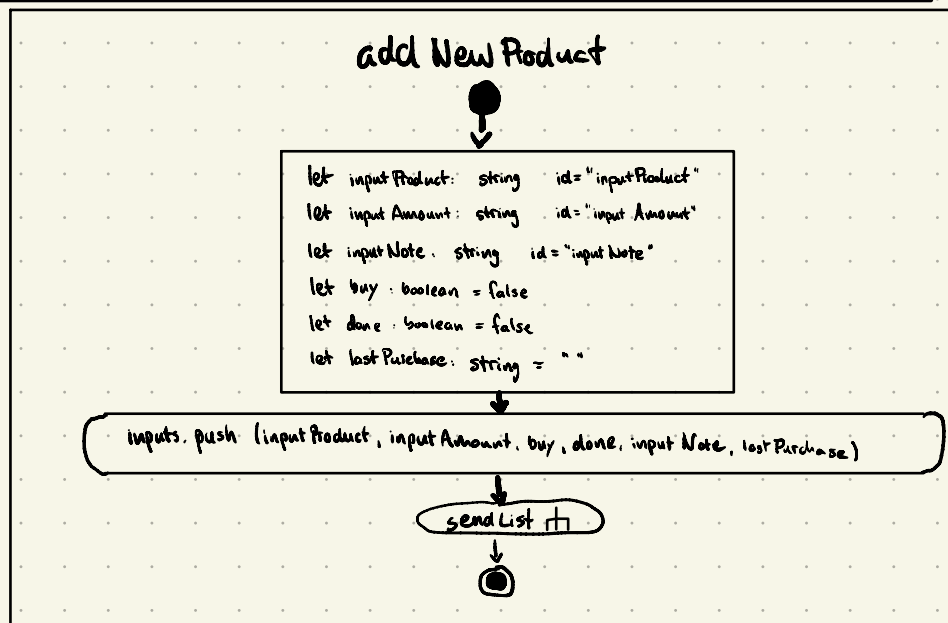 add New Product
let inputProduct: string id="inputProduct"
let inputAmount: string id="input Amount"
let inputNote. string id="input Note"
let buy : boolean = false
let done : boolean = false
let lastPurchase: string = " "
inputs. push (inputProduct, inputAmount, buy, done, input Note, lastPurchase)
sendList